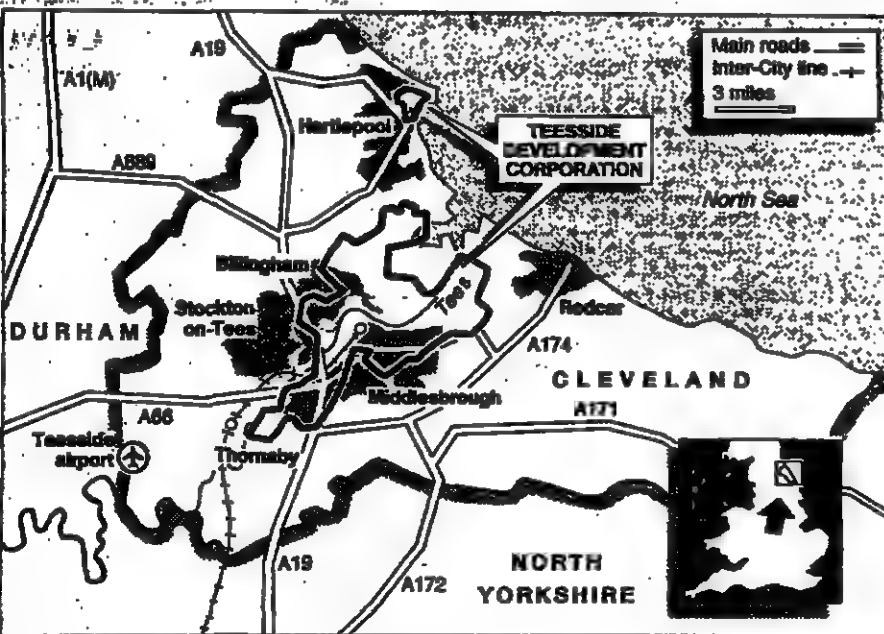 A19
A1(M)
Main roads
Inter-City line
3 miles
Hartlepool
TEESSIDE
DEVELOPMENT
CORPORATION
A689
North Sea
Billingham
Tees
Stockton-
on-Tees
Redcar
DURHAM
A174
CLEVELAND
Middlesbrough
A66
A171
Teesside
airport
Thornaby
A19
A172
NORTH
YORKSHIRE